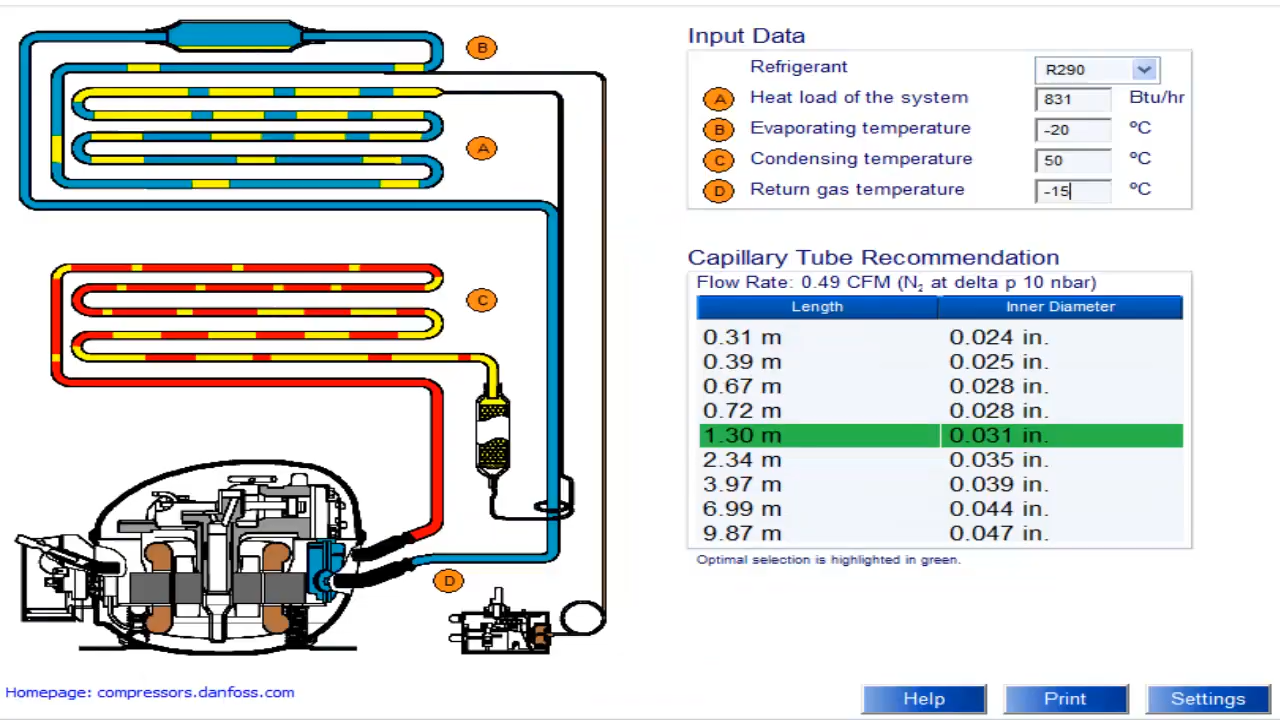 B
A
C
D
Homepage: compressors.danfoss.com
Input Data
Refrigerant R290
A Heat load of the system 831 Btu/hr
B Evaporating temperature -20 ºC
C Condensing temperature 50 ºC
D Return gas temperature -15 ºC
Capillary Tube Recommendation
Flow Rate: 0.49 CFM (N₂ at delta p 10 nbar)
Length Inner Diameter
0.31 m 0.024 in.
0.39 m 0.025 in.
0.67 m 0.028 in.
0.72 m 0.028 in.
1.30 m 0.031 in.
2.34 m 0.035 in.
3.97 m 0.039 in.
6.99 m 0.044 in.
9.87 m 0.047 in.
Optimal selection is highlighted in green.
Help Print Settings